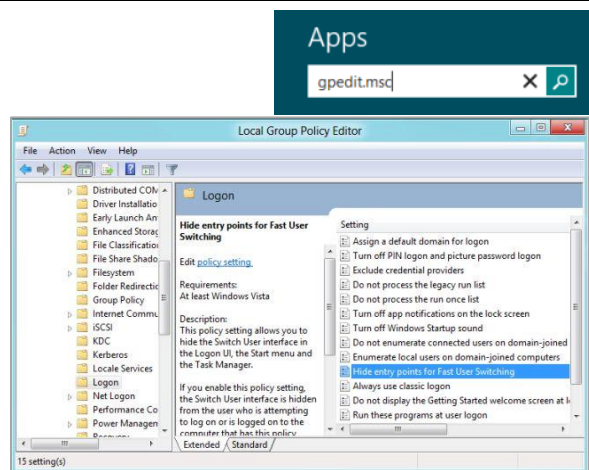 Apps
gpedit.msc
Local Group Policy Editor
File Action View Help
Distributed COM
Driver Installatio
Early Launch An
Enhanced Storag
File Classification
File Share Shado
Filesystem
Folder Redirectic
Group Policy
Internet Commu
iSCSI
KDC
Kerberos
Locale Services
Logon
Net Logon
Performance Co
Power Managem
Recovery
Logon
Hide entry points for Fast User
Switching
Edit policy setting
Requirements:
At least Windows Vista
Description:
This policy setting allows you to
hide the Switch User interface in
the Logon UI, the Start menu and
the Task Manager.
If you enable this policy setting,
the Switch User interface is hidden
from the user who is attempting
to log on or is logged on to the
computer that has this policy
Setting
Assign a default domain for logon
Turn off PIN logon and picture password logon
Exclude credential providers
Do not process the legacy run list
Do not process the run once list
Turn off app notifications on the lock screen
Turn off Windows Startup sound
Do not enumerate connected users on domain-joined
Enumerate local users on domain-joined computers
Hide entry points for Fast User Switching
Always use classic logon
Do not display the Getting Started welcome screen at l
Run these programs at user logon
Extended Standard
15 setting(s)